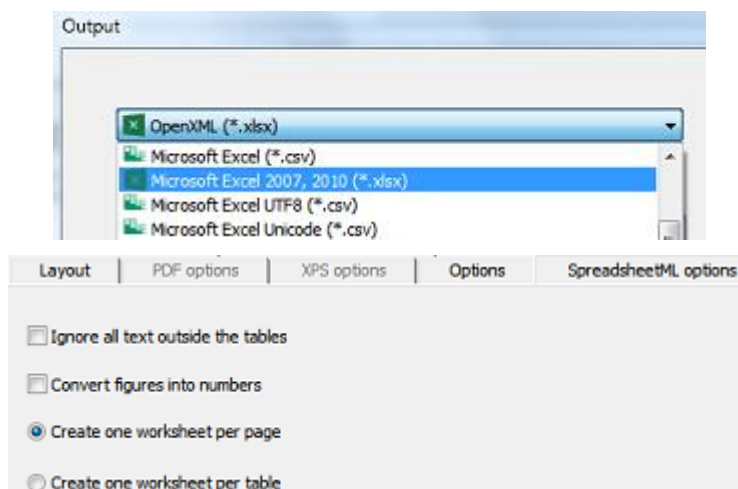 Output
OpenXML (*.xlsx)
Microsoft Excel (*.csv)
Microsoft Excel 2007, 2010 (*.xlsx)
Microsoft Excel UTF8 (*.csv)
Microsoft Excel Unicode (*.csv)
Layout PDF options XPS options Options SpreadsheetML options
Ignore all text outside the tables
Convert figures into numbers
Create one worksheet per page
Create one worksheet per table